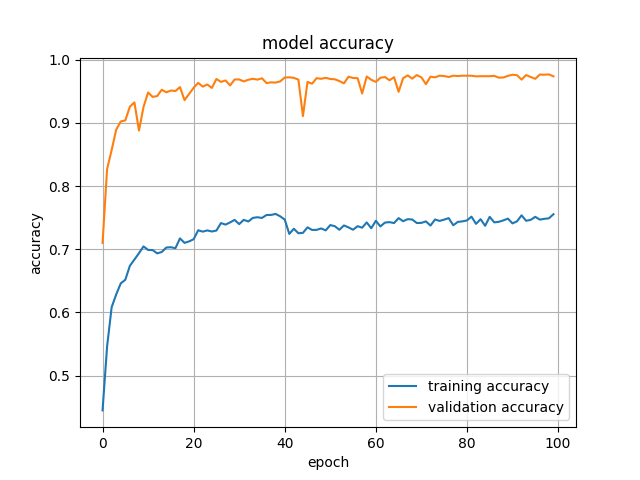 model accuracy
1.0
0.9
0.8
0.7
0.6
0.5
accuracy
training accuracy
validation accuracy
0 20 40 60 80 100
epoch